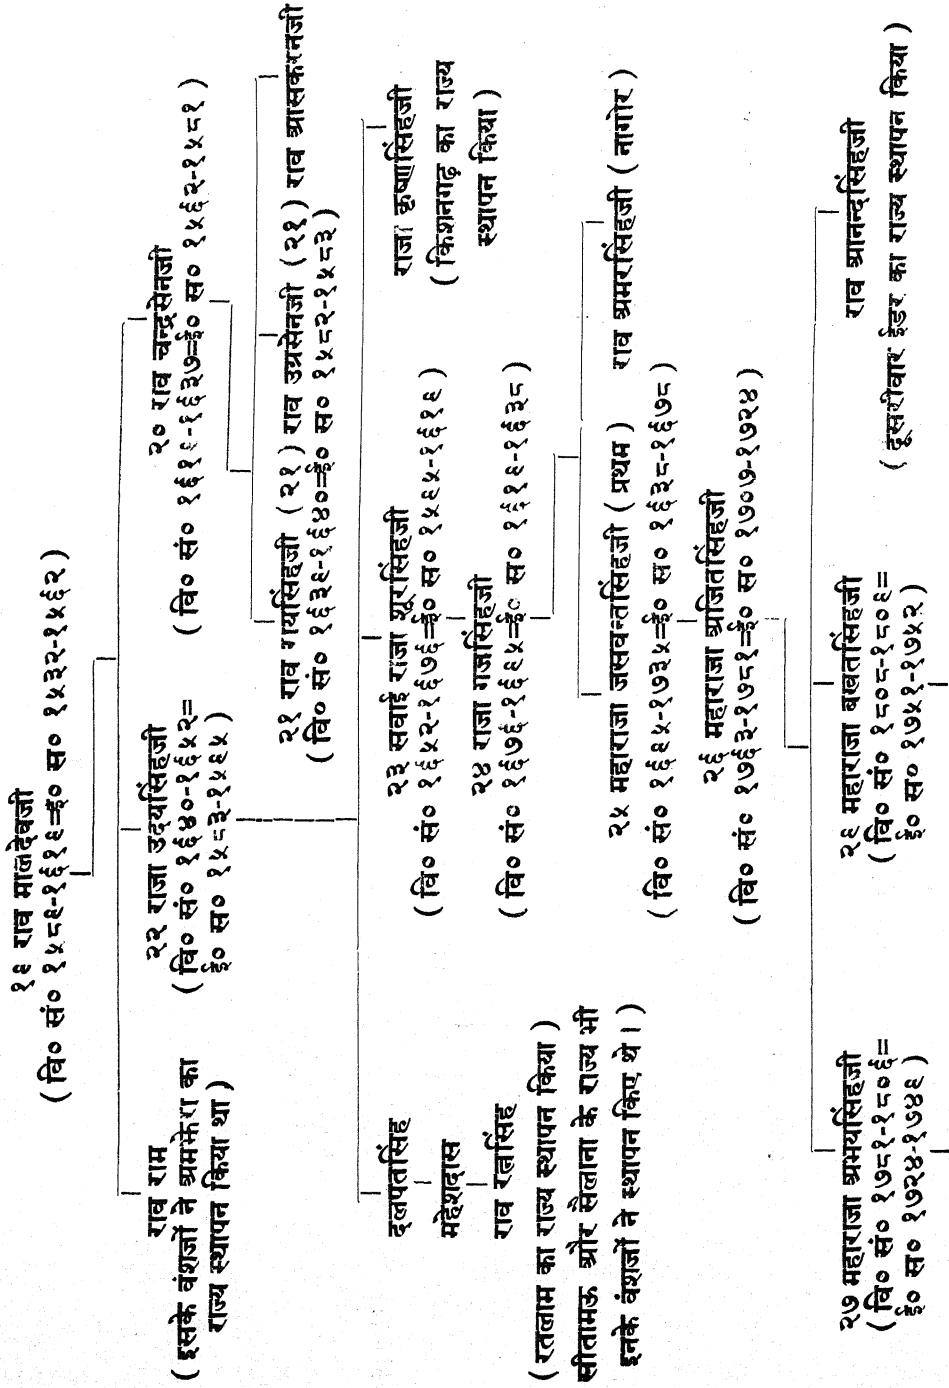 १९ राव मालदेवजी
( वि० सं० १५८९-१६१९=ई० स० १५३२-१५६२ )
राव राम
( इसके वंशजों ने अमझेरा का
राज्य स्थापन किया था )
२२ राजा उदयसिंहजी
( वि० सं० १६४०-१६५२=
ई० स० १५८३-१५९५ )
२० राव चन्द्रसेनजी
( वि० सं० १६१९-१६३७=ई० स० १५६२-१५८१ )
२१ राव रायसिंहजी (२१) राव उग्रसेनजी (२१) राव आसकरनजी
( वि० सं० १६३९-१६४०=ई० स० १५८२-१५८३ )
दलपतसिंह
महेशदास
राव रत्नसिंह
( रतलाम का राज्य स्थापन किया )
सीतामऊ और सैलाना के राज्य भी
इनके वंशजों ने स्थापन किए थे । )
२३ सवाई राजा शूरसिंहजी
( वि० सं० १६५२-१६७६=ई० स० १५९५-१६१९ )
राजा कृष्णसिंहजी
( किशनगढ़ का राज्य
स्थापन किया )
२४ राजा गजसिंहजी
( वि० सं० १६७६-१६९५=ई० स० १६१९-१६३८ )
२५ महाराजा जसवन्तसिंहजी ( प्रथम )
( वि० सं० १६९५-१७३५=ई० स० १६३८-१६७८ )
राव अमरसिंहजी ( नागोर )
२६ महाराजा अजितसिंहजी
( वि० सं० १७६३-१७८१=ई० स० १७०७-१७२४ )
२७ महाराजा अभयसिंहजी
( वि० सं० १७८१-१८०६=
ई० स० १७२४-१७४९ )
२९ महाराजा बखतसिंहजी
( वि० सं० १८०८-१८०९=
ई० स० १७५१-१७५२ )
राव आनन्दसिंहजी
( दूसरीवार ईडर का राज्य स्थापन किया )